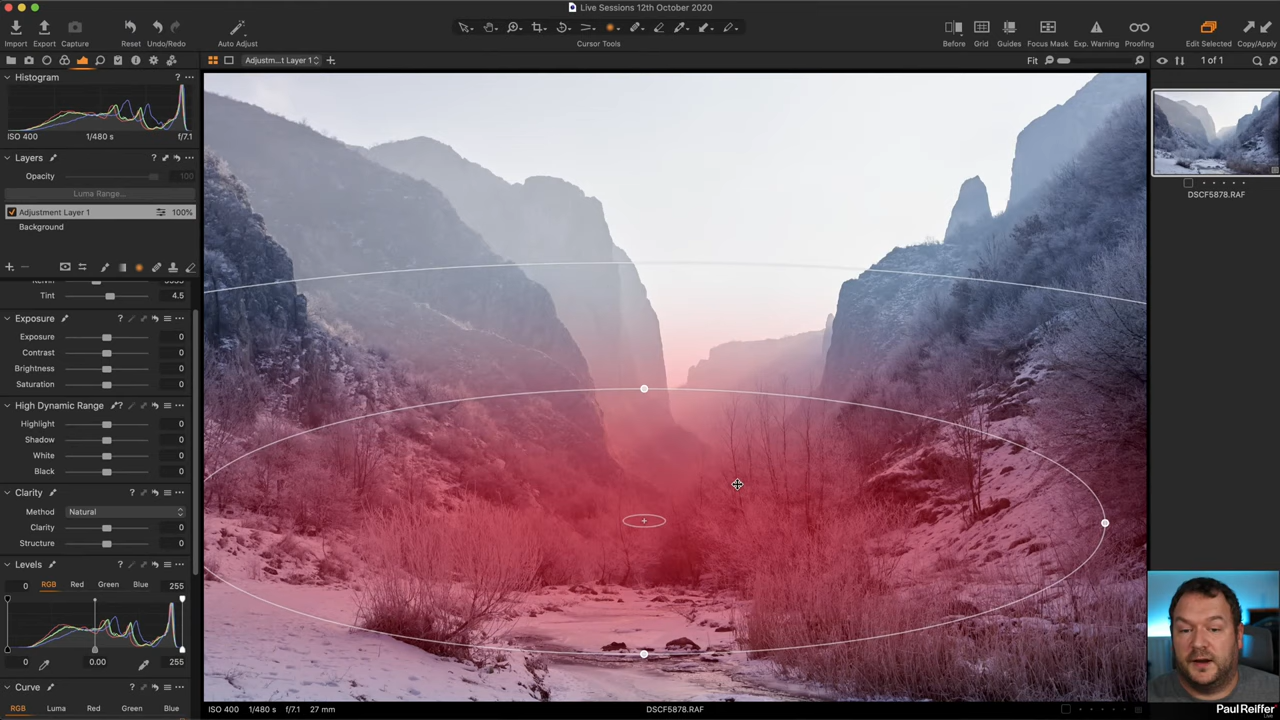 Live Sessions 12th October 2020
Import Export Capture Reset Undo/Redo Auto Adjust Cursor Tools Before Grid Guides Focus Mask Exp. Warning Proofing Edit Selected Copy/Apply
Adjustm...t Layer 1 Fit 1 of 1
Histogram ?
ISO 400 1/480 s f/7.1
Layers ?
Opacity 100
Luma Range...
Adjustment Layer 1 100%
Background
Tint 4.5
Exposure ?
Exposure 0
Contrast 0
Brightness 0
Saturation 0
High Dynamic Range ?
Highlight 0
Shadow 0
White 0
Black 0
Clarity ?
Method Natural
Clarity 0
Structure 0
Levels ?
0 RGB Red Green Blue 255
0 0.00 255
Curve ?
RGB Luma Red Green Blue
ISO 400 1/480 s f/7.1 27 mm DSCF5878.RAF
DSCF5878.RAF
Paul Reiffer
Live